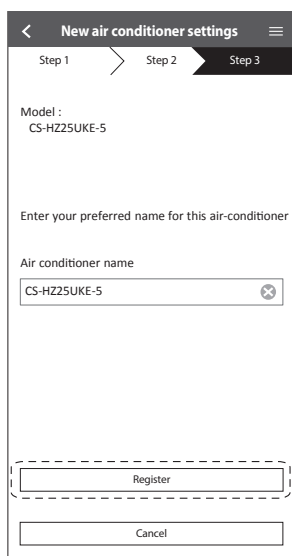 New air conditioner settings
Step 1 Step 2 Step 3
Model :
CS-HZ25UKE-5
Enter your preferred name for this air-conditioner
Air conditioner name
CS-HZ25UKE-5
Register
Cancel